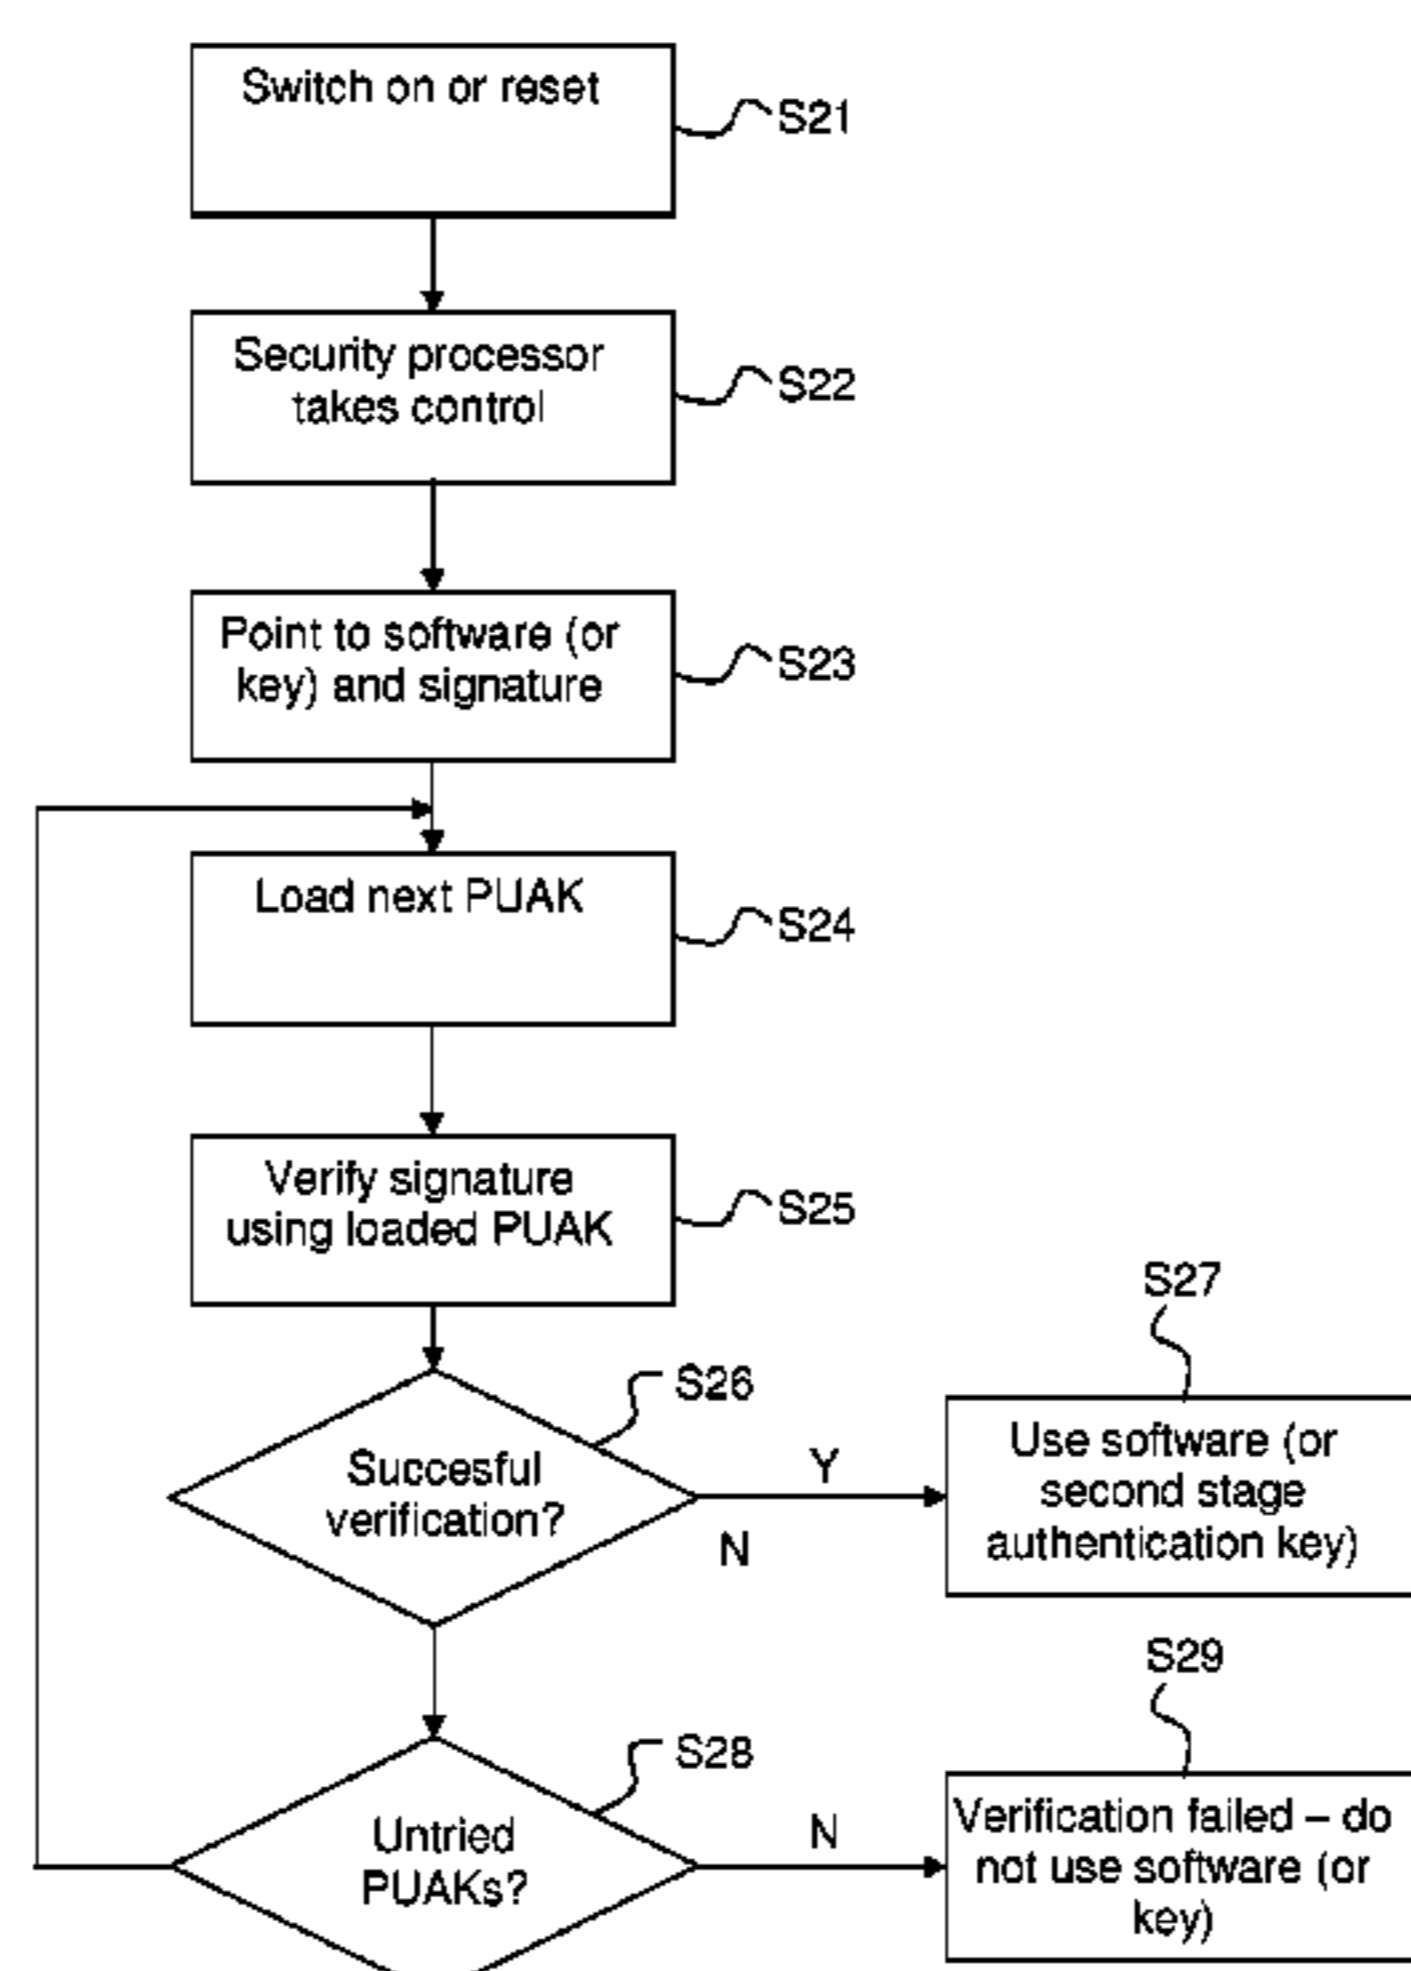 Switch on or reset
S21
Security processor
takes control
S22
Point to software (or
key) and signature
S23
Load next PUAK
S24
Verify signature
using loaded PUAK
S25
S27
S26
Succesful
verification?
Y
N
Use software (or
second stage
authentication key)
S29
S28
Untried
PUAKs?
N
Verification failed – do
not use software (or
key)